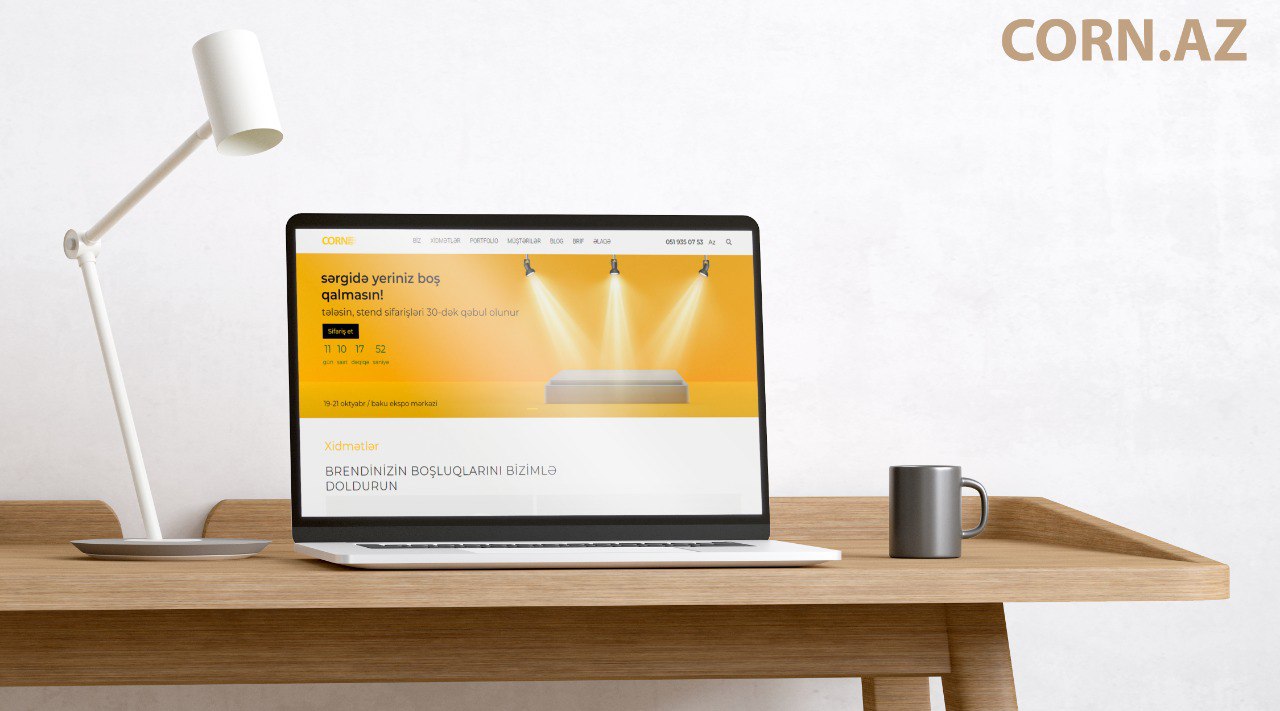 CORN.AZ
CORNE
BİZ XİDMƏTLƏR PORTFOLIO MÜŞTƏRİLƏR BLOG BRİF ƏLAQƏ 051 935 07 53 Az
sərgidə yeriniz boş
qalmasın!
tələsin, stend sifarişləri 30-dək qəbul olunur
Sifariş et
11 10 17 52
gün saat dəqiqə saniyə
19-21 oktyabr / baku ekspo mərkəzi
Xidmətlər
BRENDİNİZİN BOŞLUQLARINI BİZİMLƏ
DOLDURUN